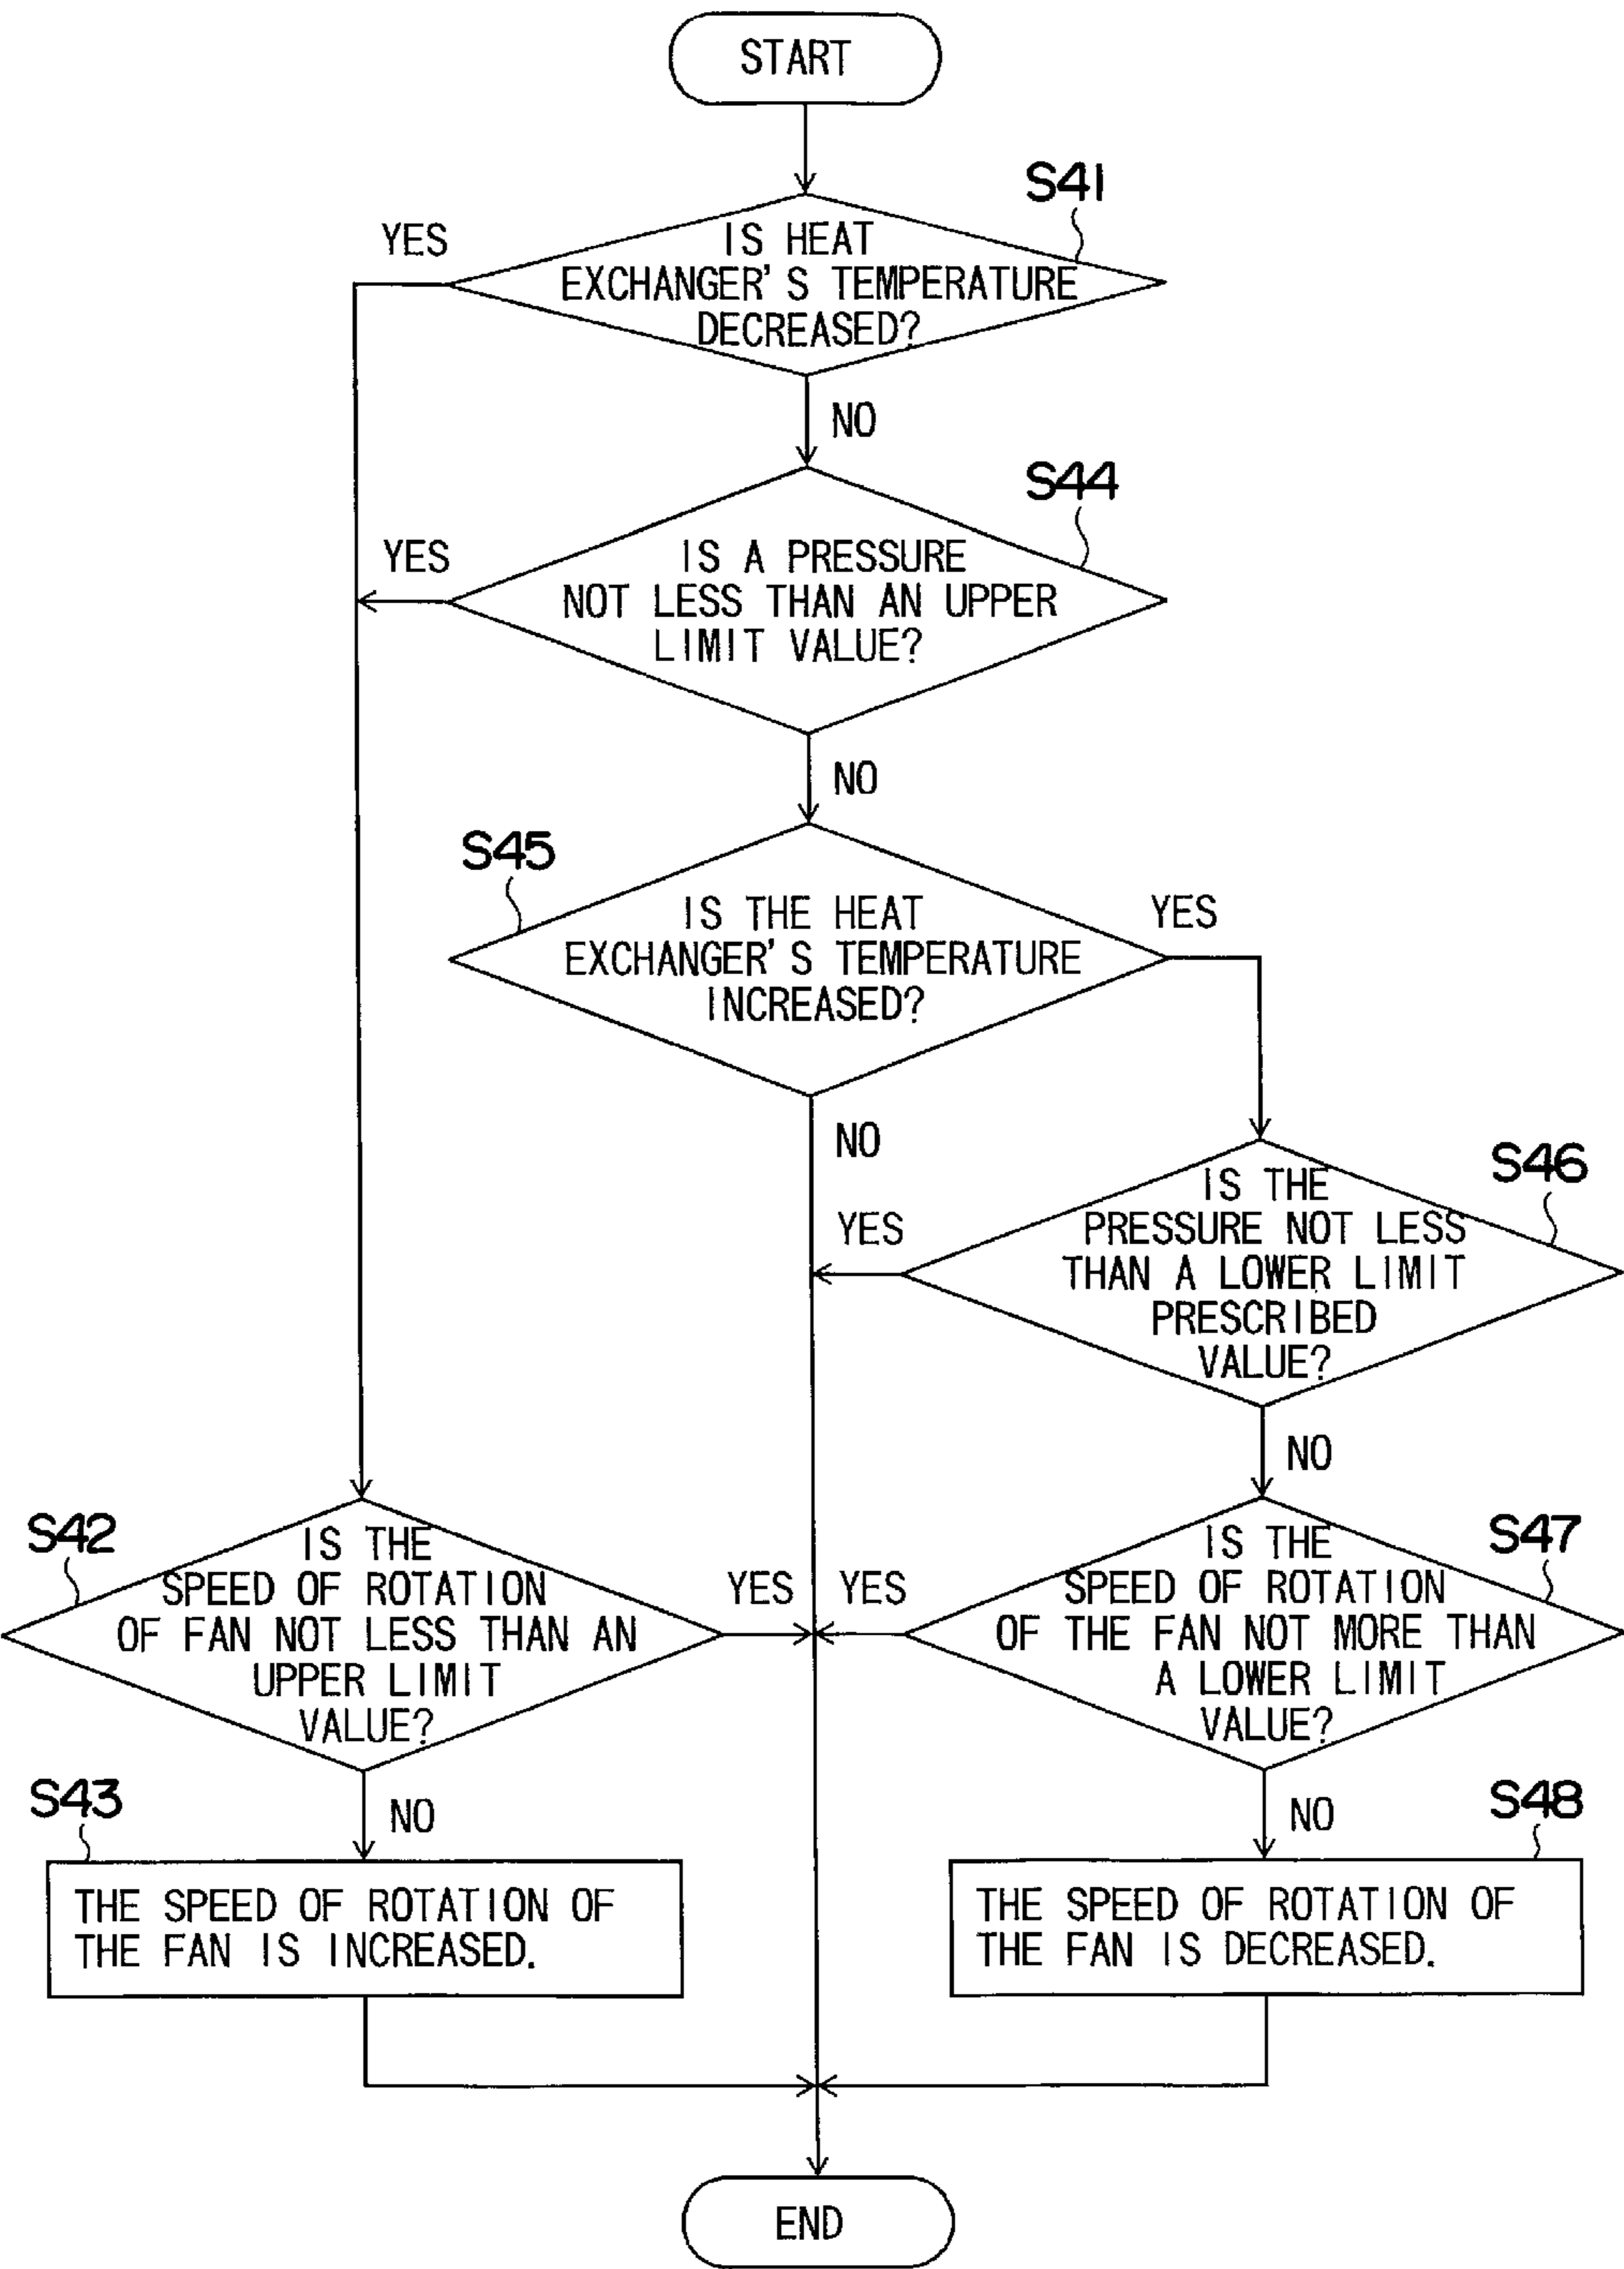 START
S41
YES
IS HEAT
EXCHANGER'S TEMPERATURE
DECREASED?
NO
S44
YES
IS A PRESSURE
NOT LESS THAN AN UPPER
LIMIT VALUE?
NO
S45
IS THE HEAT
EXCHANGER'S TEMPERATURE
INCREASED?
YES
NO
S46
YES
IS THE
PRESSURE NOT LESS
THAN A LOWER LIMIT
PRESCRIBED
VALUE?
NO
S42
IS THE
SPEED OF ROTATION
OF FAN NOT LESS THAN AN
UPPER LIMIT
VALUE?
YES
YES
S47
IS THE
SPEED OF ROTATION
OF THE FAN NOT MORE THAN
A LOWER LIMIT
VALUE?
S43
NO
THE SPEED OF ROTATION OF
THE FAN IS INCREASED.
NO
S48
THE SPEED OF ROTATION OF
THE FAN IS DECREASED.
END